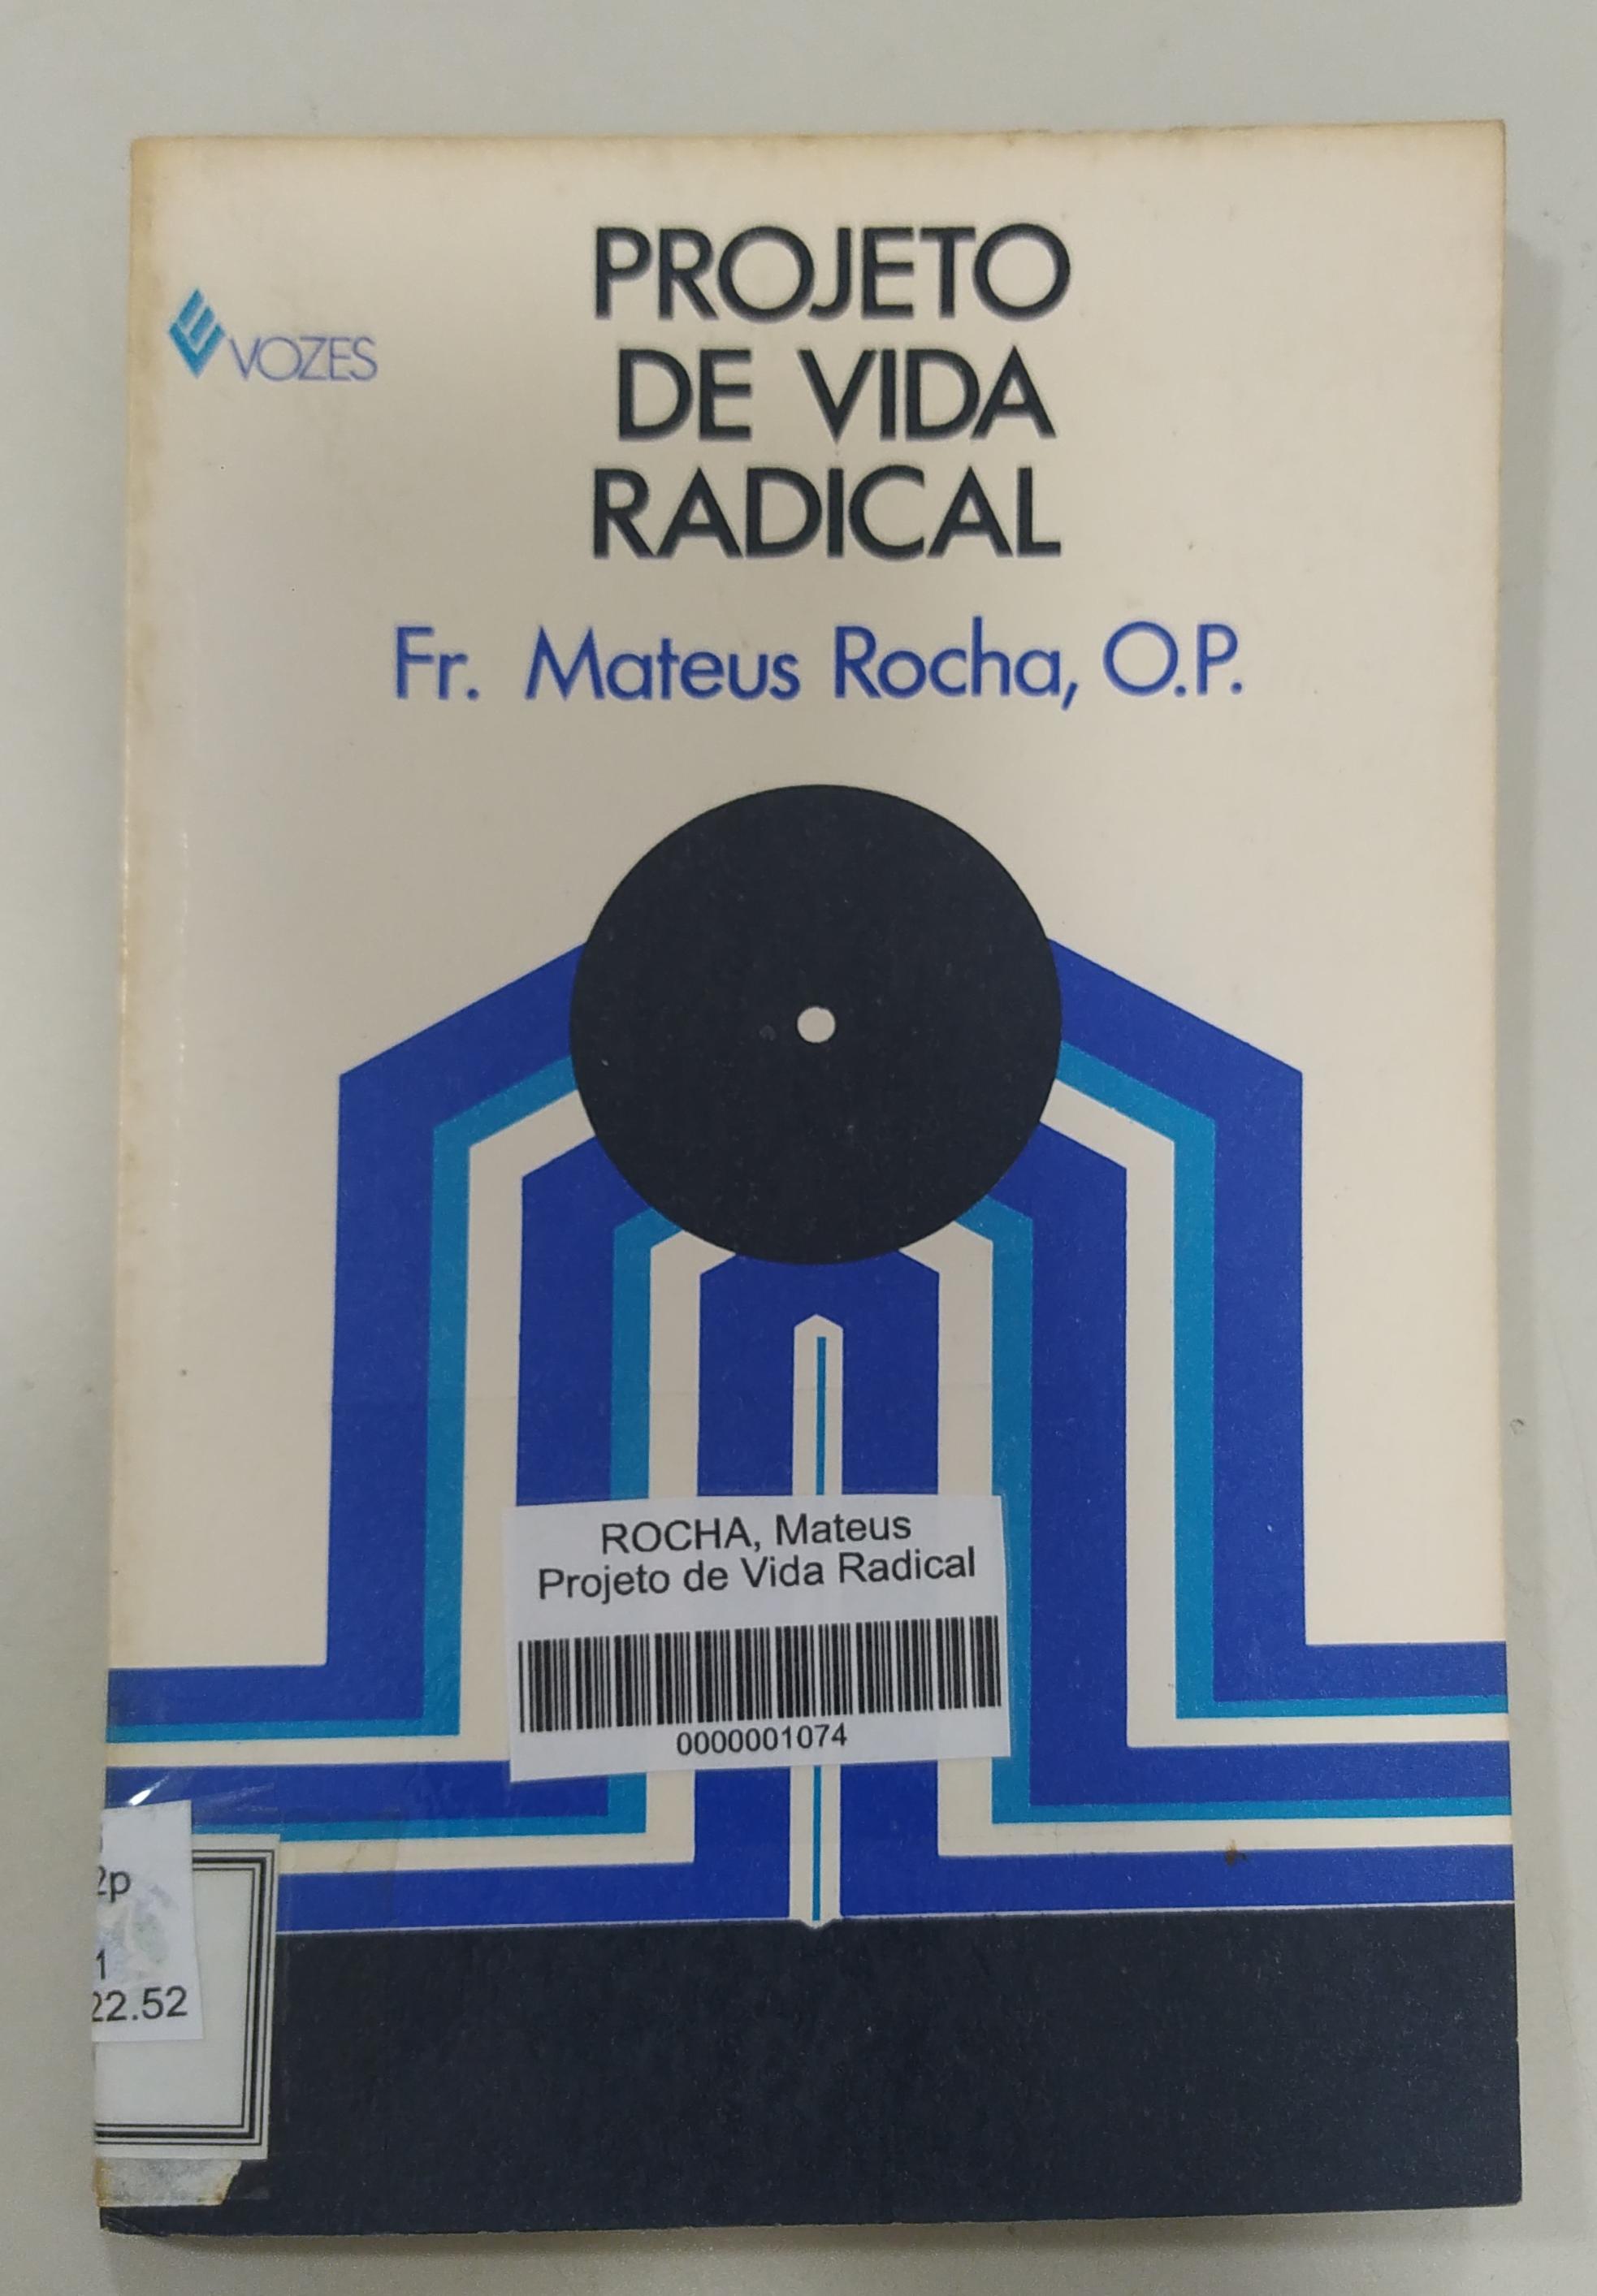 PROJETO
DE VIDA
RADICAL
VOZES
Fr. Mateus Rocha, O.P.
ROCHA, Mateus
Projeto de Vida Radical
0000001074
2p
1
22.52